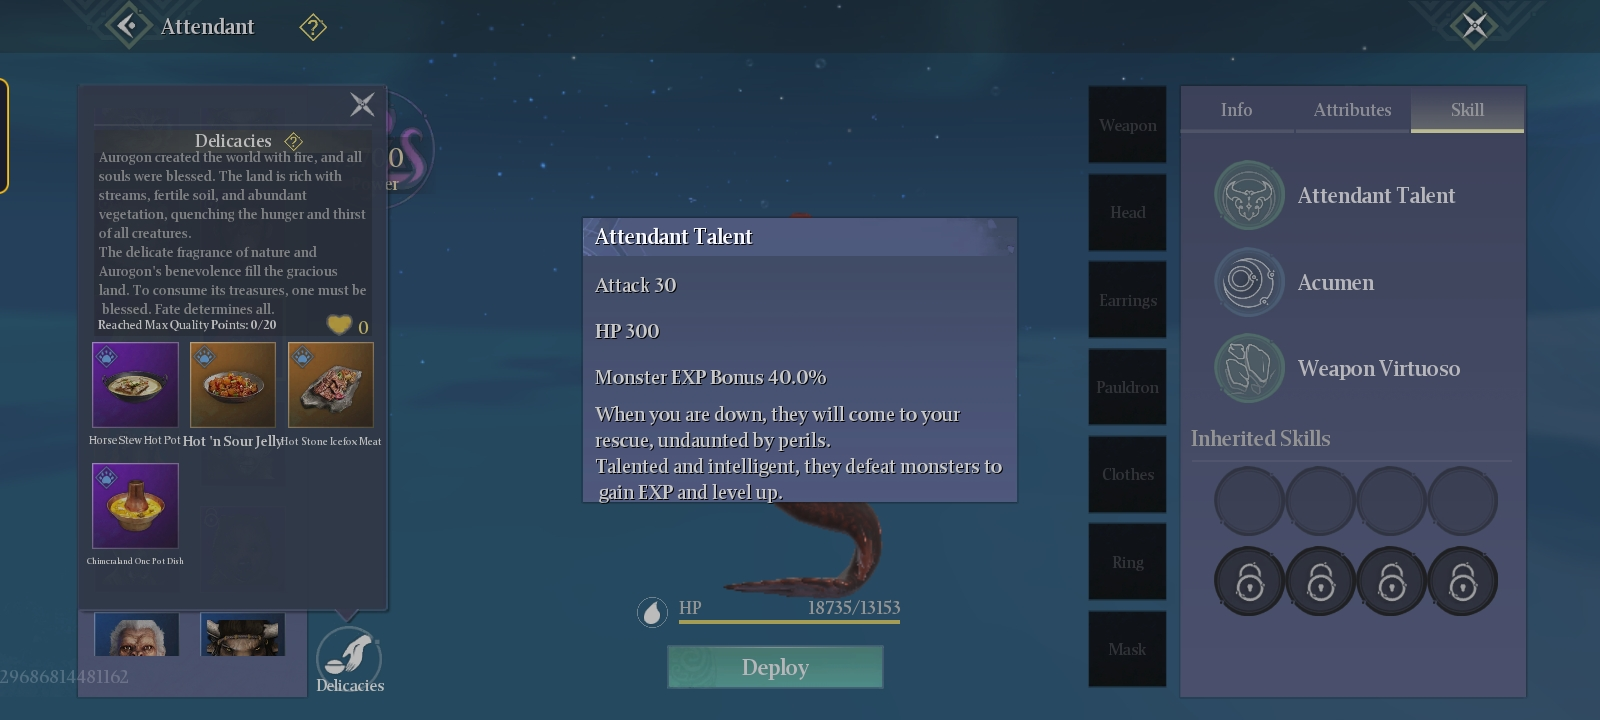 Attendant
Delicacies
Aurogon created the world with fire, and all
souls were blessed. The land is rich with
streams, fertile soil, and abundant
vegetation, quenching the hunger and thirst
of all creatures.
The delicate fragrance of nature and
Aurogon's benevolence fill the gracious
land. To consume its treasures, one must be
blessed. Fate determines all.
Reached Max Quality Points: 0/20
0
Horse Stew Hot Pot
Hot 'n Sour Jelly
Hot Stone Icefox Meat
Chimeraland One Pot Dish
29686814481162
Delicacies
Attendant Talent
Attack 30
HP 300
Monster EXP Bonus 40.0%
When you are down, they will come to your
rescue, undaunted by perils.
Talented and intelligent, they defeat monsters to
gain EXP and level up.
HP
18735/13153
Deploy
Weapon
Head
Earrings
Pauldron
Clothes
Ring
Mask
Info
Attributes
Skill
Attendant Talent
Acumen
Weapon Virtuoso
Inherited Skills